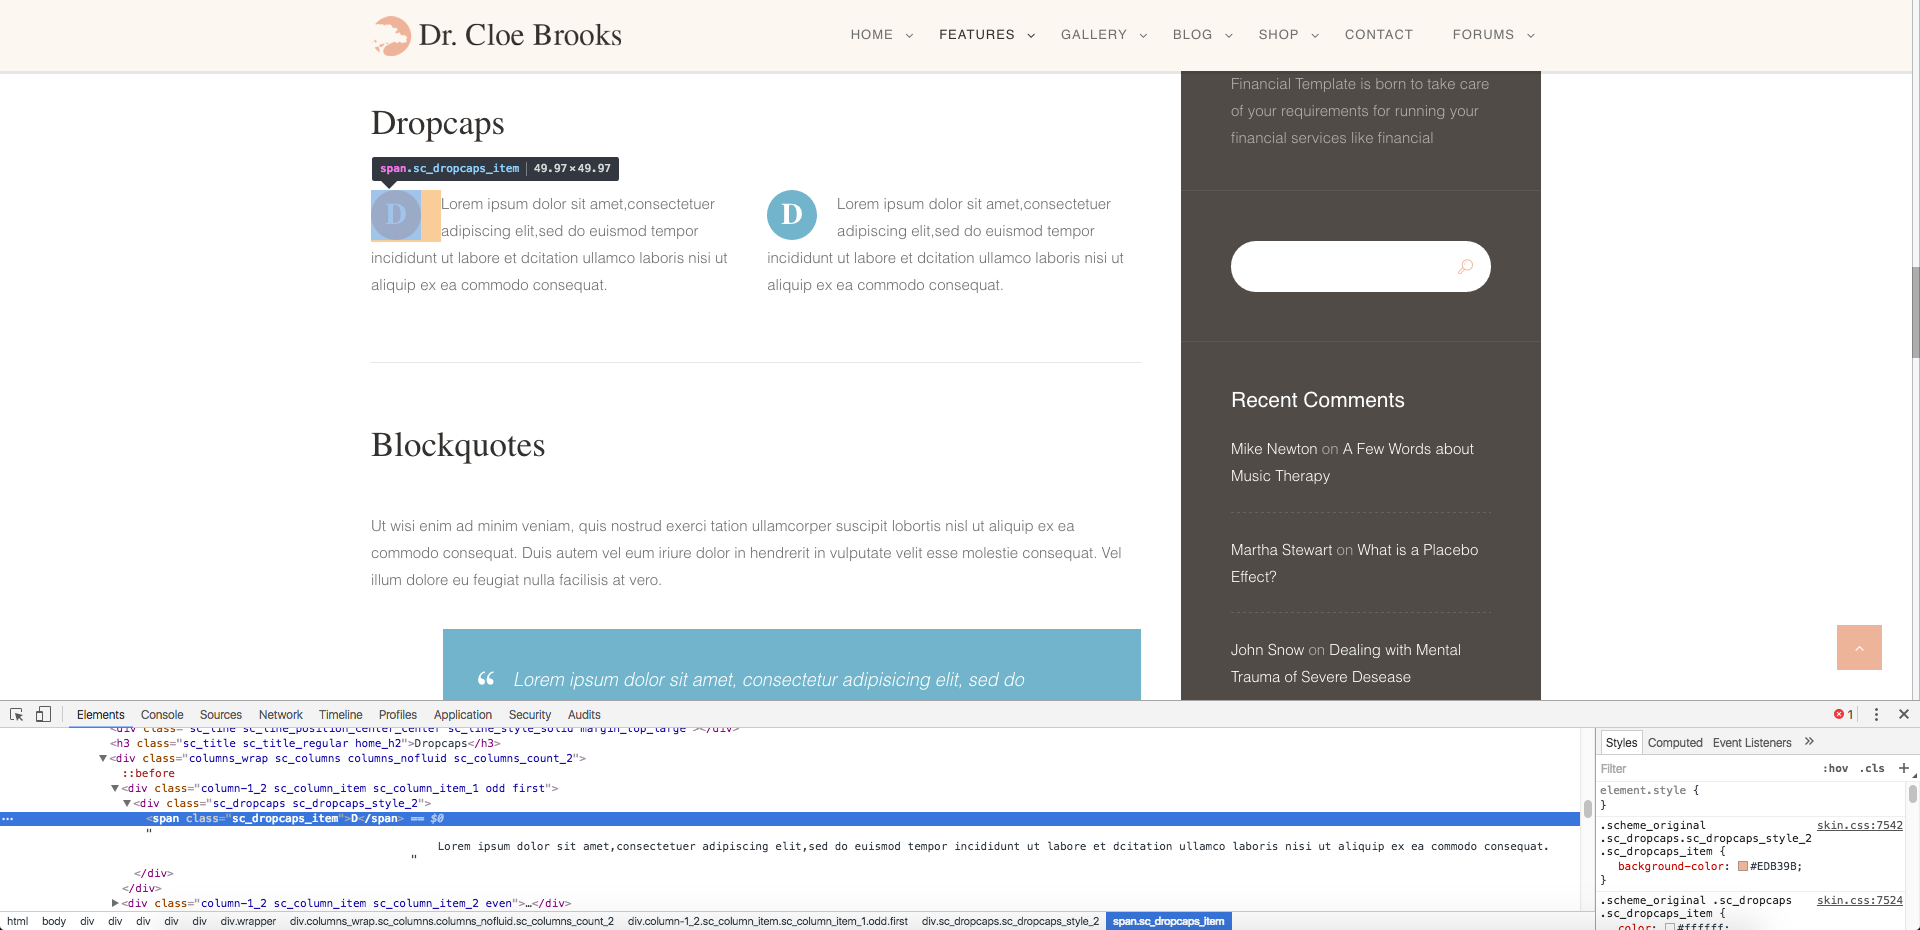 Dr. Cloe Brooks
HOME FEATURES GALLERY BLOG SHOP CONTACT FORUMS
Dropcaps
span.sc_dropcaps_item 49.97×49.97
D Lorem ipsum dolor sit amet,consectetuer
adipiscing elit,sed do euismod tempor
incididunt ut labore et dcitation ullamco laboris nisi ut
aliquip ex ea commodo consequat.
D Lorem ipsum dolor sit amet,consectetuer
adipiscing elit,sed do euismod tempor
incididunt ut labore et dcitation ullamco laboris nisi ut
aliquip ex ea commodo consequat.
Blockquotes
Ut wisi enim ad minim veniam, quis nostrud exerci tation ullamcorper suscipit lobortis nisl ut aliquip ex ea
commodo consequat. Duis autem vel eum iriure dolor in hendrerit in vulputate velit esse molestie consequat. Vel
illum dolore eu feugiat nulla facilisis at vero.
“ Lorem ipsum dolor sit amet, consectetur adipisicing elit, sed do
Financial Template is born to take care
of your requirements for running your
financial services like financial
Recent Comments
Mike Newton on A Few Words about
Music Therapy
Martha Stewart on What is a Placebo
Effect?
John Snow on Dealing with Mental
Trauma of Severe Desease
Elements Console Sources Network Timeline Profiles Application Security Audits 1
<div class="sc_line sc_line_position_center_center sc_line_style_solid margin_top_large"></div>
<h3 class="sc_title sc_title_regular home_h2">Dropcaps</h3>
<div class="columns_wrap sc_columns columns_nofluid sc_columns_count_2">
::before
<div class="column-1_2 sc_column_item sc_column_item_1 odd first">
<div class="sc_dropcaps sc_dropcaps_style_2">
<span class="sc_dropcaps_item">D</span> == $0
"
Lorem ipsum dolor sit amet,consectetuer adipiscing elit,sed do euismod tempor incididunt ut labore et dcitation ullamco laboris nisi ut aliquip ex ea commodo consequat.
"
</div>
</div>
<div class="column-1_2 sc_column_item sc_column_item_2 even">…</div>
html body div div div div div div.wrapper div.columns_wrap.sc_columns.columns_nofluid.sc_columns_count_2 div.column-1_2.sc_column_item.sc_column_item_1.odd.first div.sc_dropcaps.sc_dropcaps_style_2 span.sc_dropcaps_item
Styles Computed Event Listeners »
Filter :hov .cls +
element.style {
}
.scheme_original skin.css:7542
.sc_dropcaps.sc_dropcaps_style_2
.sc_dropcaps_item {
background-color: #EDB39B;
}
.scheme_original .sc_dropcaps skin.css:7524
.sc_dropcaps_item {
color: #ffffff;